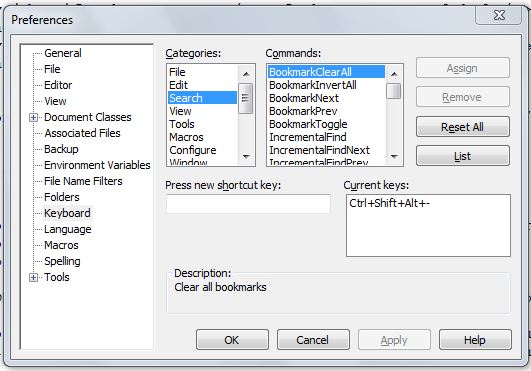 Preferences
General
File
Editor
View
Document Classes
Associated Files
Backup
Environment Variables
File Name Filters
Folders
Keyboard
Language
Macros
Spelling
Tools
Categories:
File
Edit
Search
View
Tools
Macros
Configure
Window
Commands:
BookmarkClearAll
BookmarkInvertAll
BookmarkNext
BookmarkPrev
BookmarkToggle
IncrementalFind
IncrementalFindNext
IncrementalFindPrev
Assign
Remove
Reset All
List
Press new shortcut key:
Current keys:
Ctrl+Shift+Alt+-
Description:
Clear all bookmarks
OK
Cancel
Apply
Help